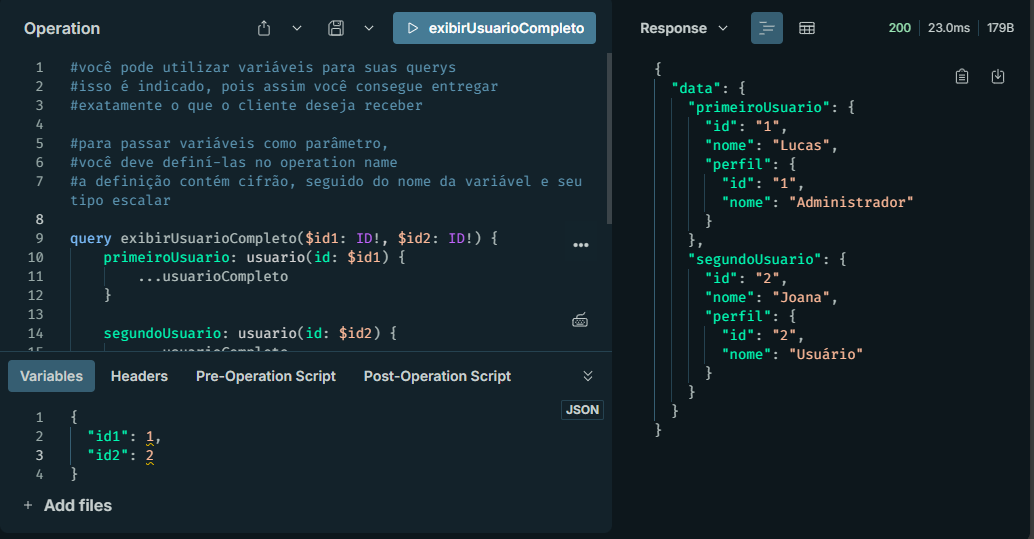 Operation
exibirUsuarioCompleto
1 #você pode utilizar variáveis para suas querys
2 #isso é indicado, pois assim você consegue entregar
3 #exatamente o que o cliente deseja receber
4
5 #para passar variáveis como parâmetro,
6 #você deve definí-las no operation name
7 #a definição contém cifrão, seguido do nome da variável e seu
tipo escalar
8
9 query exibirUsuarioCompleto($id1: ID!, $id2: ID!) {
10 primeiroUsuario: usuario(id: $id1) {
11 ...usuarioCompleto
12 }
13
14 segundoUsuario: usuario(id: $id2) {
15 ...usuarioCompleto
Variables Headers Pre-Operation Script Post-Operation Script
JSON
1 {
2 "id1": 1,
3 "id2": 2
4 }
+ Add files
Response 200 23.0ms 179B
{
"data": {
"primeiroUsuario": {
"id": "1",
"nome": "Lucas",
"perfil": {
"id": "1",
"nome": "Administrador"
}
},
"segundoUsuario": {
"id": "2",
"nome": "Joana",
"perfil": {
"id": "2",
"nome": "Usuário"
}
}
}
}